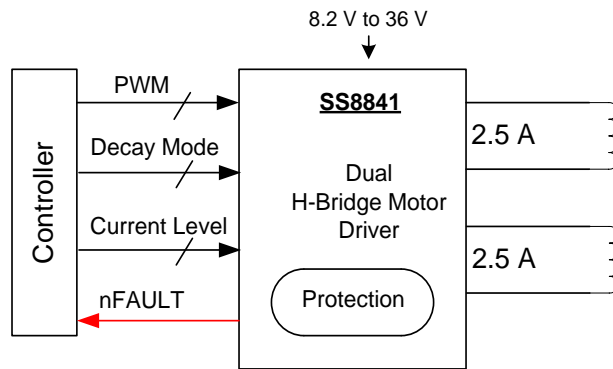 8.2 V to 36 V
Controller
PWM
Decay Mode
Current Level
nFAULT
SS8841
Dual
H-Bridge Motor
Driver
Protection
2.5 A
2.5 A